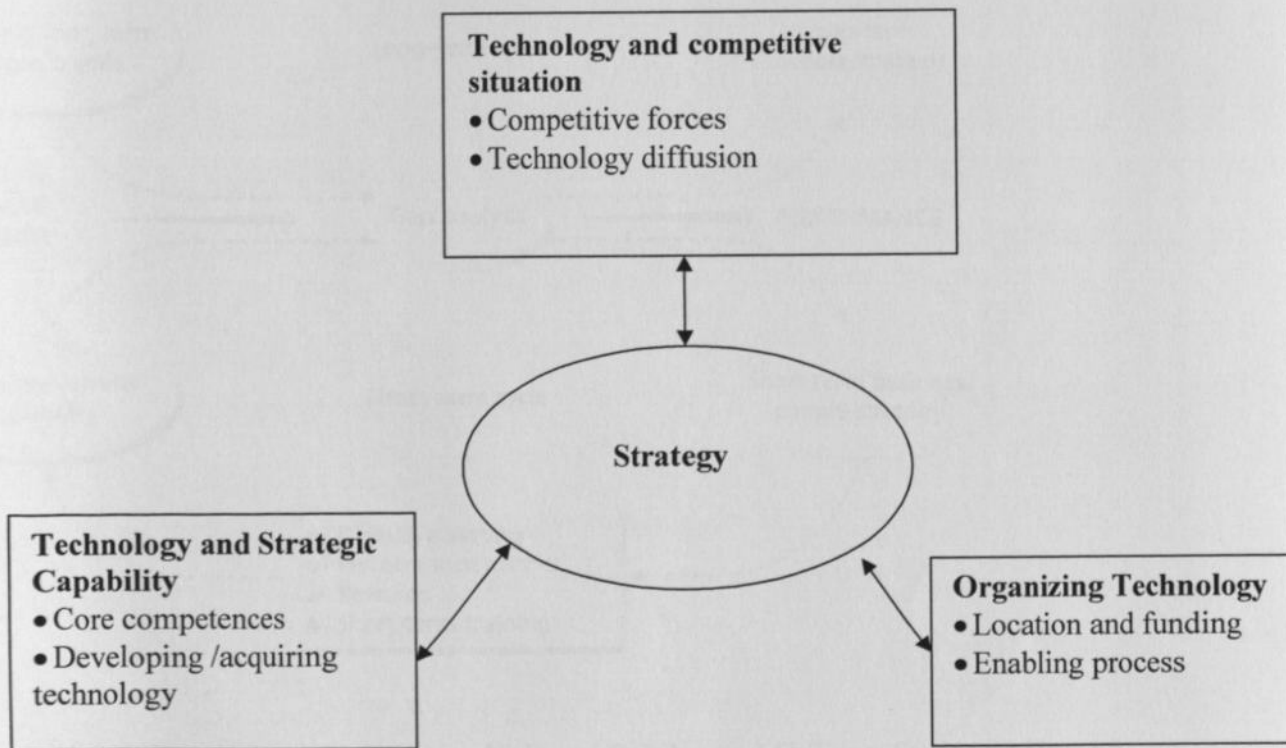 Technology and competitive
situation
• Competitive forces
• Technology diffusion
Strategy
Technology and Strategic
Capability
• Core competences
• Developing /acquiring
technology
Organizing Technology
• Location and funding
• Enabling process